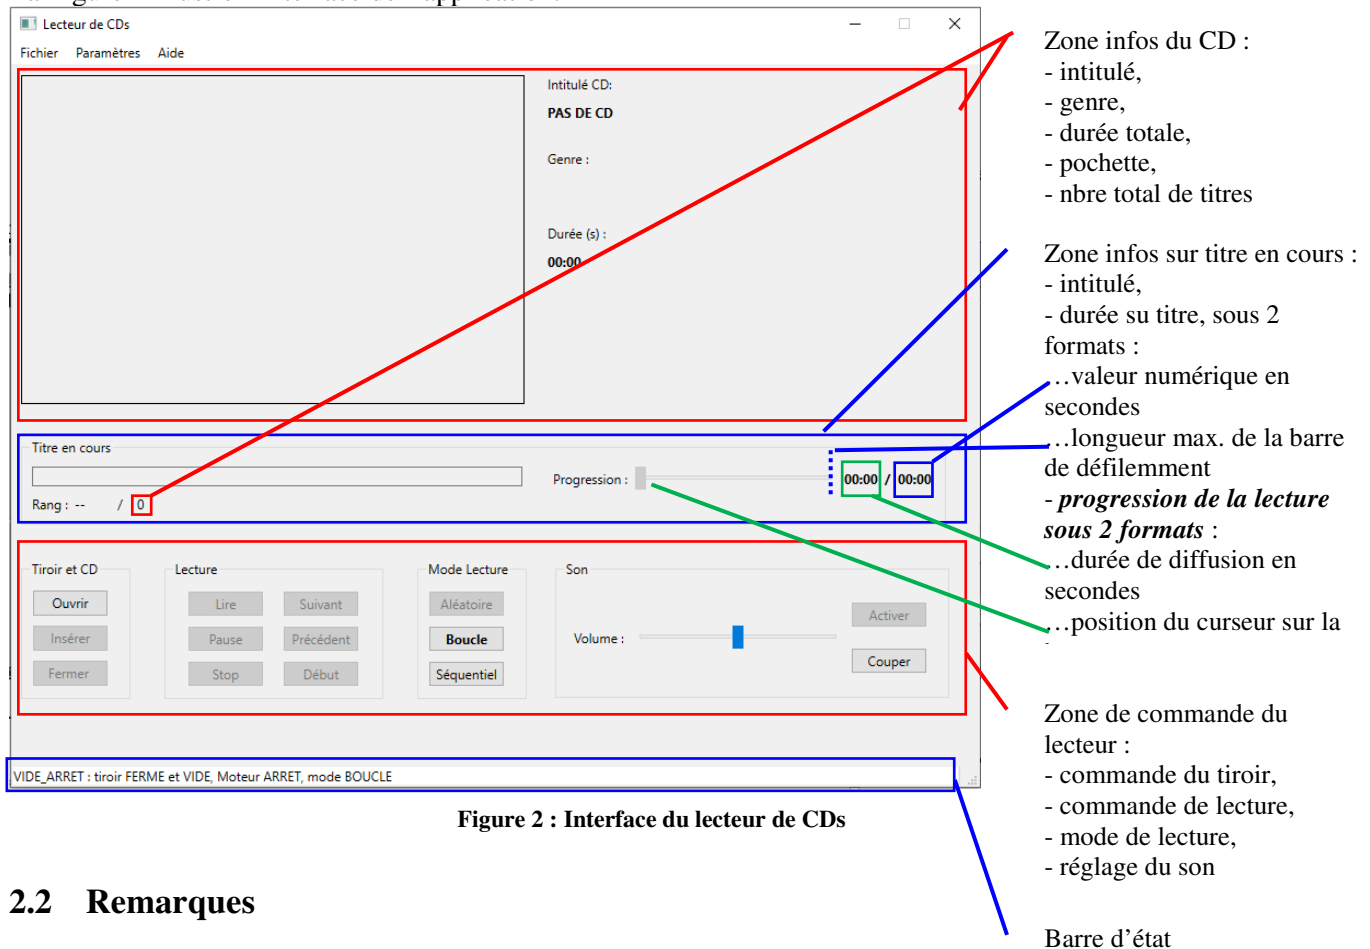 Lecteur de CDs
Fichier Paramètres Aide
Intitulé CD:
PAS DE CD
Genre :
Durée (s) :
00:00
Titre en cours
Progression :
00:00 / 00:00
Rang : -- / 0
Tiroir et CD
Ouvrir
Insérer
Fermer
Lecture
Lire Suivant
Pause Précédent
Stop Début
Mode Lecture
Aléatoire
Boucle
Séquentiel
Son
Volume :
Activer
Couper
VIDE_ARRET : tiroir FERME et VIDE, Moteur ARRET, mode BOUCLE
Zone infos du CD :
- intitulé,
- genre,
- durée totale,
- pochette,
- nbre total de titres
Zone infos sur titre en cours :
- intitulé,
- durée su titre, sous 2
formats :
…valeur numérique en
secondes
…longueur max. de la barre
de défilemment
- progression de la lecture
sous 2 formats :
…durée de diffusion en
secondes
…position du curseur sur la
Zone de commande du
lecteur :
- commande du tiroir,
- commande de lecture,
- mode de lecture,
- réglage du son
Barre d'état
Figure 2 : Interface du lecteur de CDs
2.2 Remarques